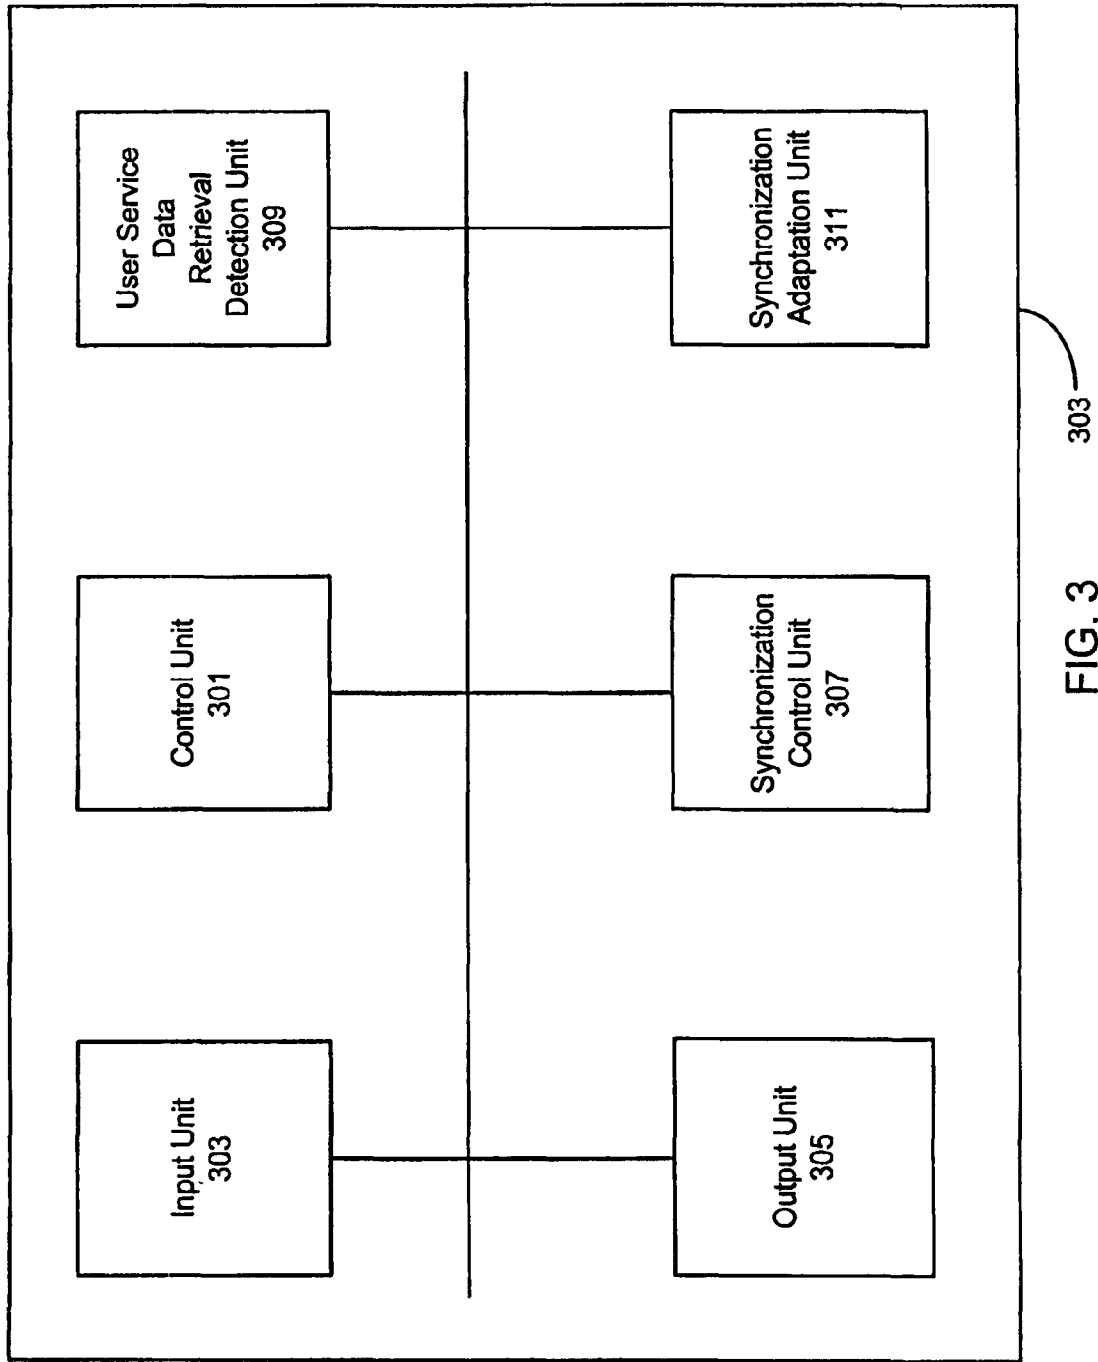 Input Unit
303
Control Unit
301
User Service
Data
Retrieval
Detection Unit
309
Output Unit
305
Synchronization
Control Unit
307
Synchronization
Adaptation Unit
311
303
FIG. 3